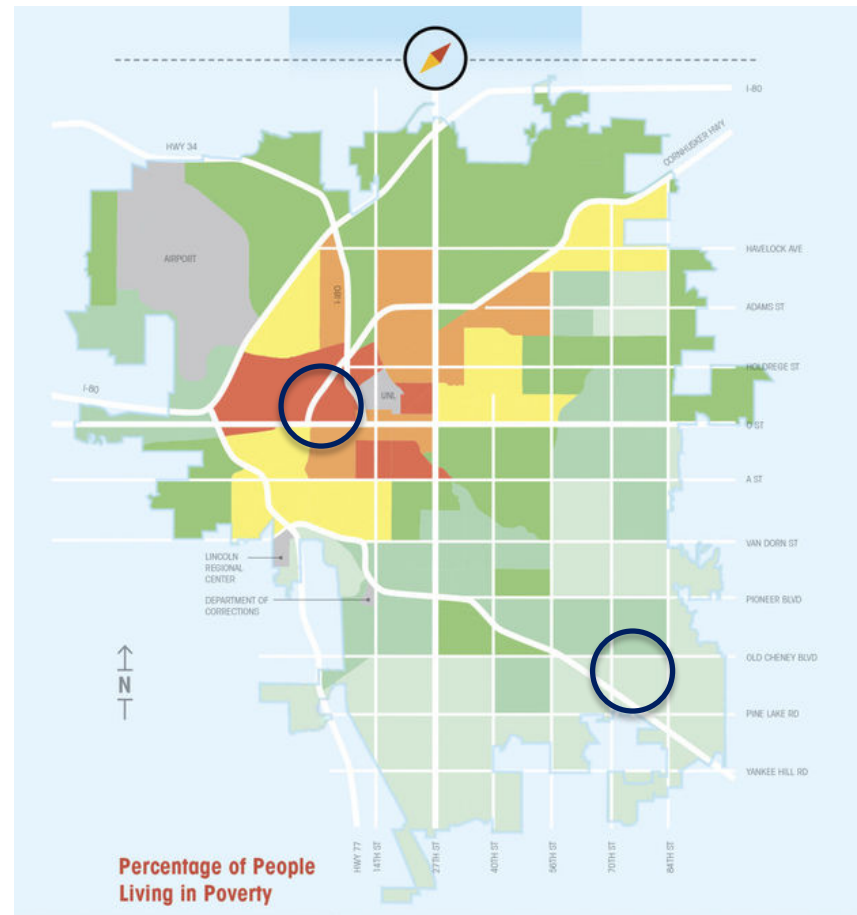 I-80
CORNHUSKER HWY
HWY 34
HAVELOCK AVE
AIRPORT
I-80
ADAMS ST
HOLDREGE ST
I-80
UNL
O ST
A ST
VAN DORN ST
LINCOLN
REGIONAL
CENTER
DEPARTMENT OF
CORRECTIONS
PIONEER BLVD
OLD CHENEY BLVD
N
PINE LAKE RD
YANKEE HILL RD
HWY 77
14TH ST
27TH ST
40TH ST
56TH ST
70TH ST
84TH ST
Percentage of People
Living in Poverty